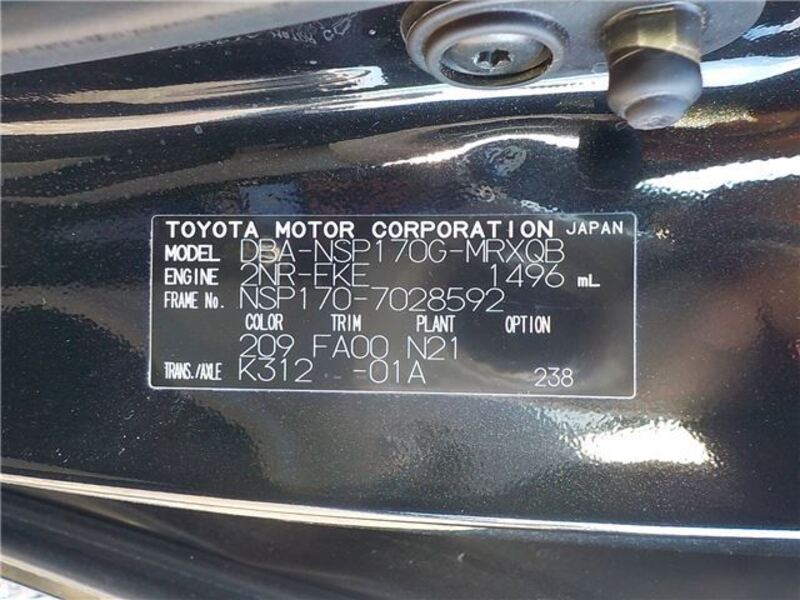 TOYOTA MOTOR CORPORATION JAPAN
MODEL DBA-NSP170G-MRXQB
ENGINE 2NR-FKE 1496 mL
FRAME No. NSP170-7028592
COLOR TRIM PLANT OPTION
209 FA00 N21
TRANS./AXLE K312 -01A 238